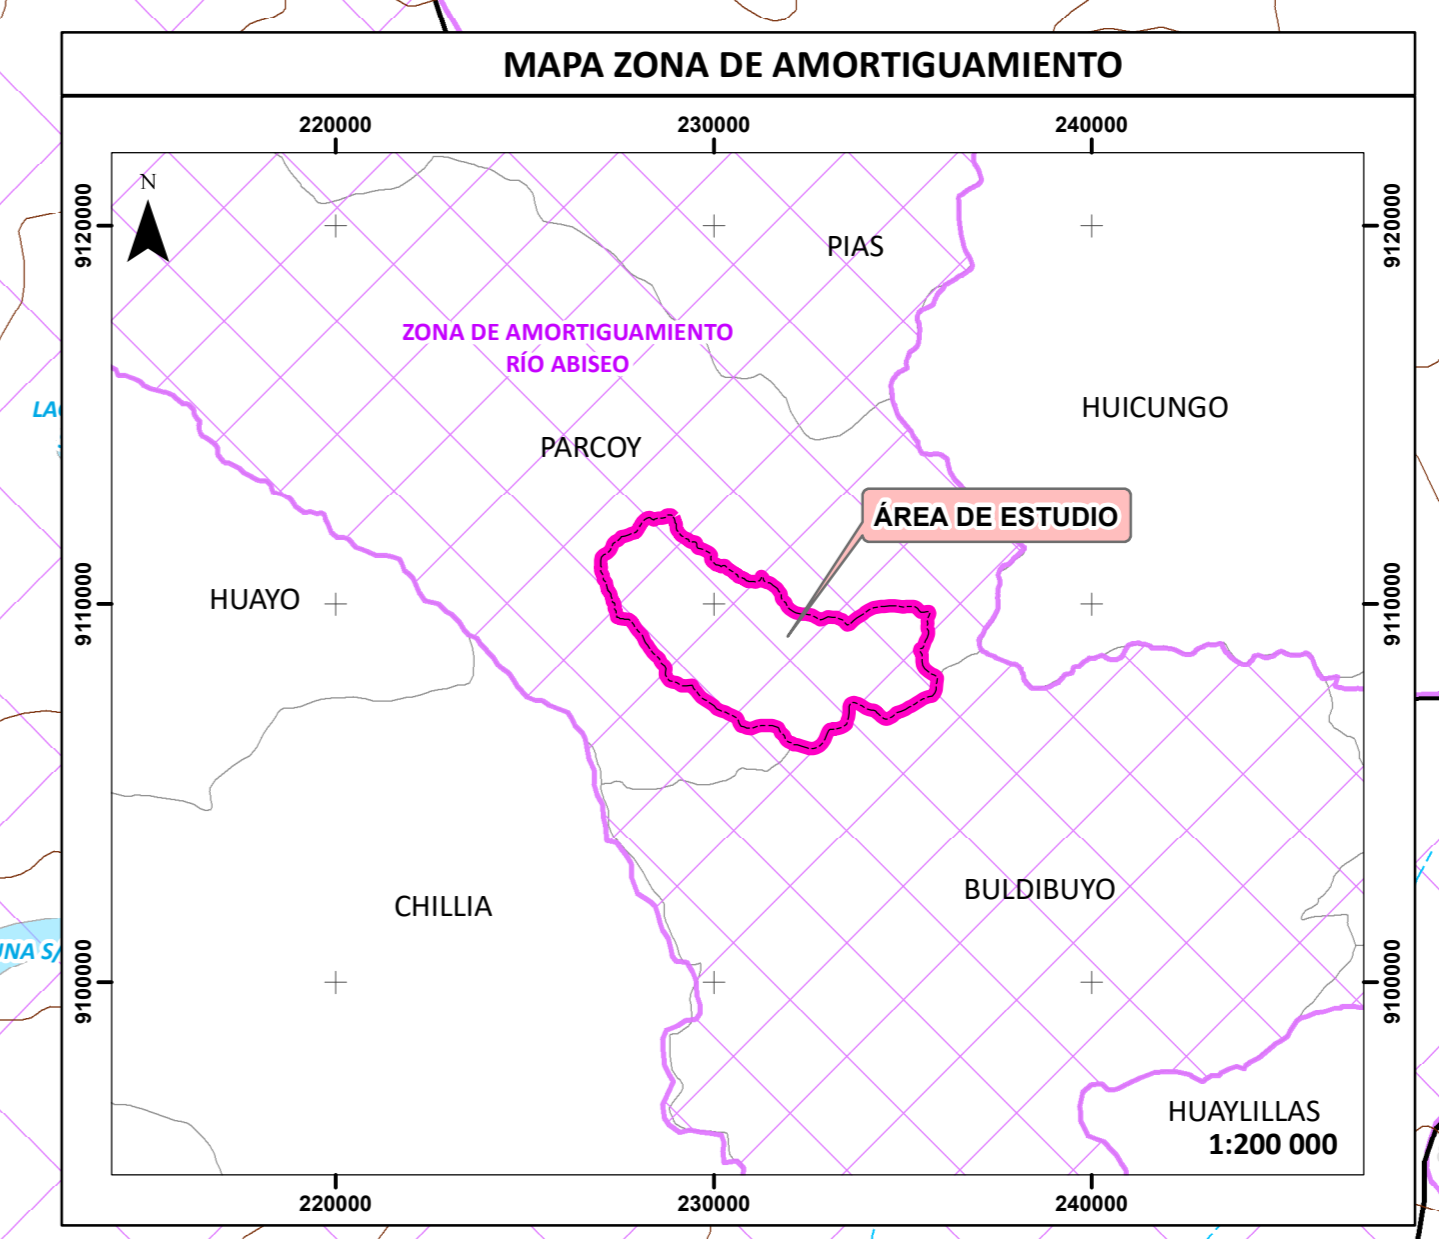 MAPA ZONA DE AMORTIGUAMIENTO
220000
230000
240000
N
9120000
9120000
PIAS
ZONA DE AMORTIGUAMIENTO
RÍO ABISEO
HUICUNGO
PARCOY
ÁREA DE ESTUDIO
HUAYO
9110000
9110000
BULDIBUYO
CHILLIA
9100000
9100000
HUAYLILLAS
1:200 000
220000
230000
240000